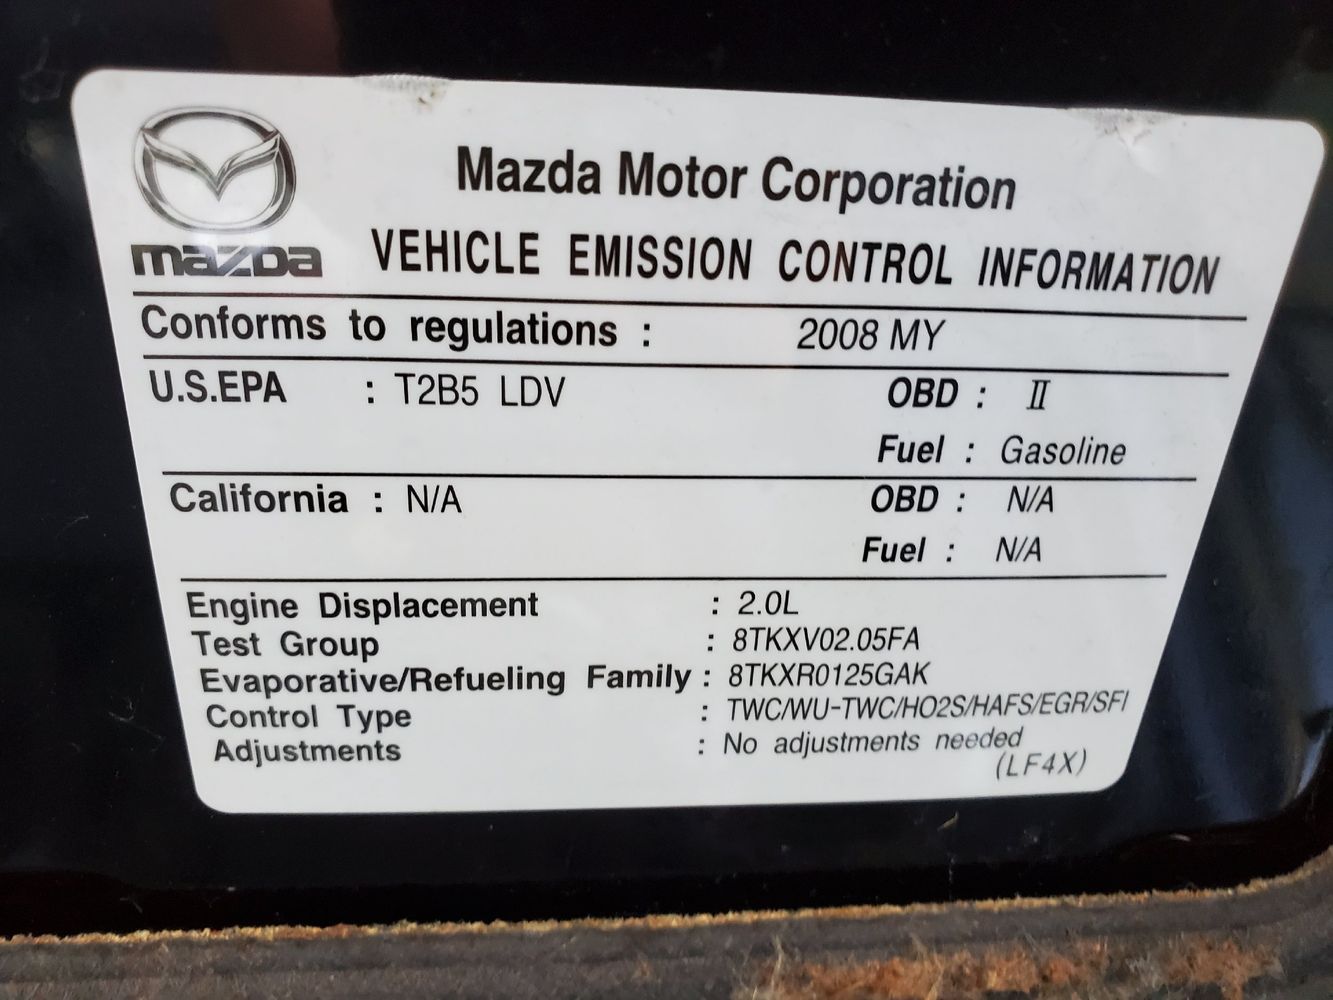 mazda
Mazda Motor Corporation
VEHICLE EMISSION CONTROL INFORMATION
Conforms to regulations : 2008 MY
U.S.EPA : T2B5 LDV OBD : II
Fuel : Gasoline
California : N/A OBD : N/A
Fuel : N/A
Engine Displacement : 2.0L
Test Group : 8TKXV02.05FA
Evaporative/Refueling Family : 8TKXR0125GAK
Control Type : TWC/WU-TWC/HO2S/HAFS/EGR/SFI
Adjustments : No adjustments needed
(LF4X)